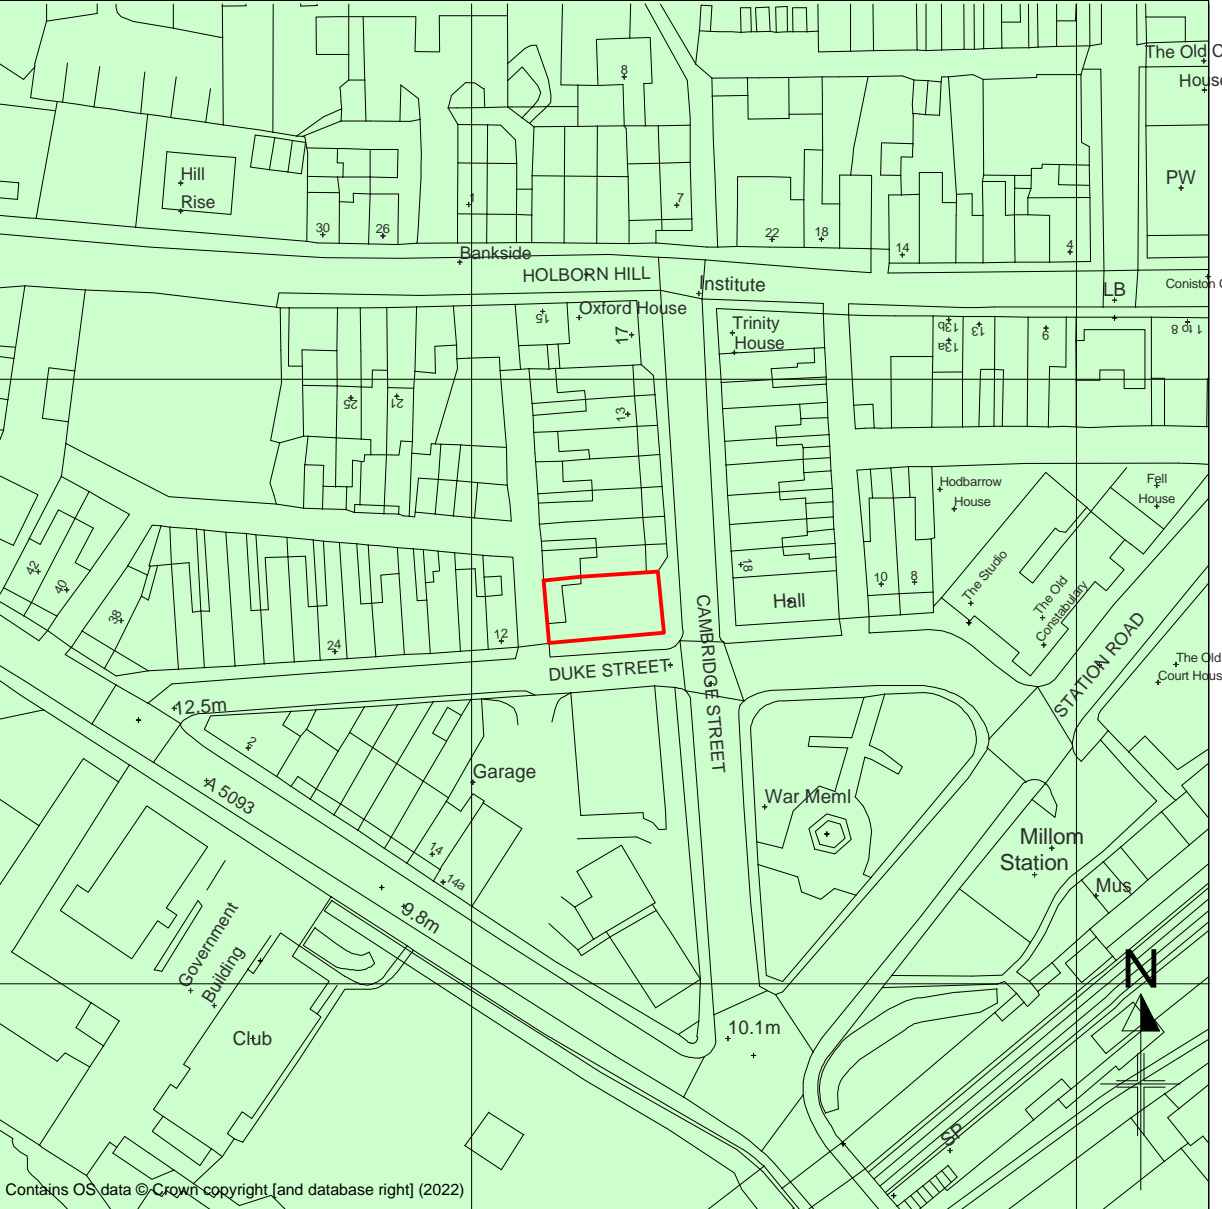 8
The Old C
House
Hill
Rise
PW
1
7
30
26
22
18
14
4
Bankside
HOLBORN HILL
Institute
LB
Coniston C
15
Oxford House
17
Trinity
House
13b
13
9
1 to 8
13a
25
21
13
Hodbarrow
House
Fell
House
42
40
38
18
10
8
The Studio
The Old
Constabulary
Hall
24
12
DUKE STREET
CAMBRIDGE STREET
STATION ROAD
The Old
Court Hous
12.5m
2
Garage
A 5093
War Meml
14
14a
Millom
Station
Mus
9.8m
Government
Building
N
Club
10.1m
SP
Contains OS data © Crown copyright [and database right] (2022)